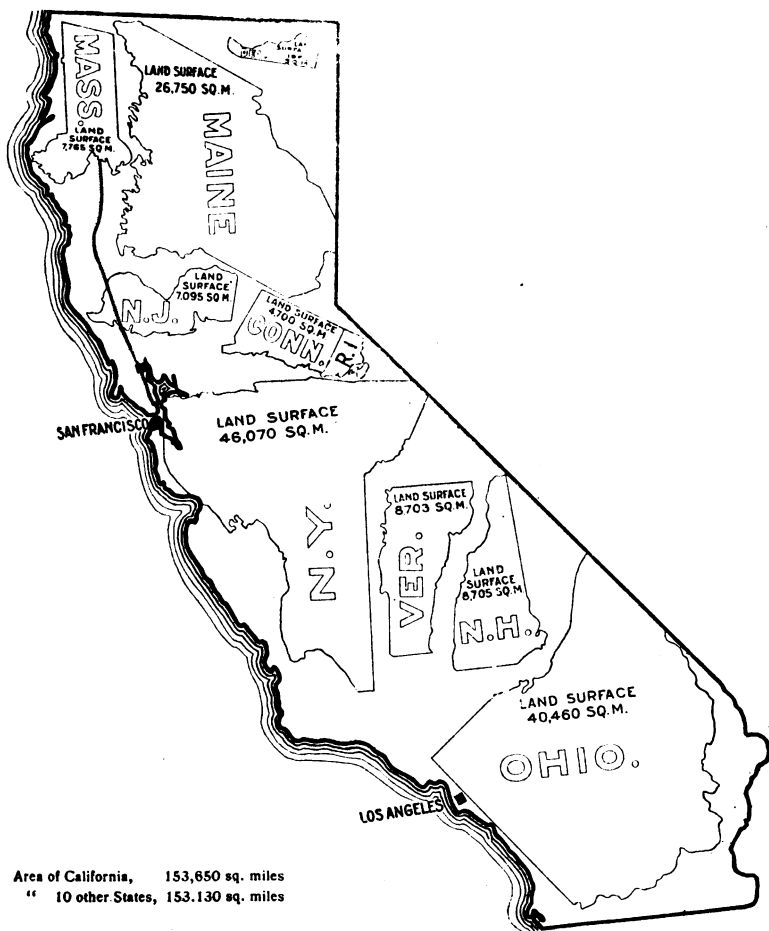 MASS.
LAND
SURFACE
7,765 SQ M.
LAND SURFACE
26,750 SQ.M.
MAINE
LAND
SURFACE
7,095 SQ M.
N.J.
LAND SURFACE
4,700 SQ.M
CONN.
R.I
SAN FRANCISCO
LAND SURFACE
46,070 SQ.M.
N.Y.
LAND SURFACE
8,703 SQ.M.
VER.
LAND
SURFACE
8,705 SQ.M
N.H.
LAND SURFACE
40,460 SQ.M.
OHIO.
LOS ANGELES
Area of California, 153,650 sq. miles
“ 10 other States, 153.130 sq. miles